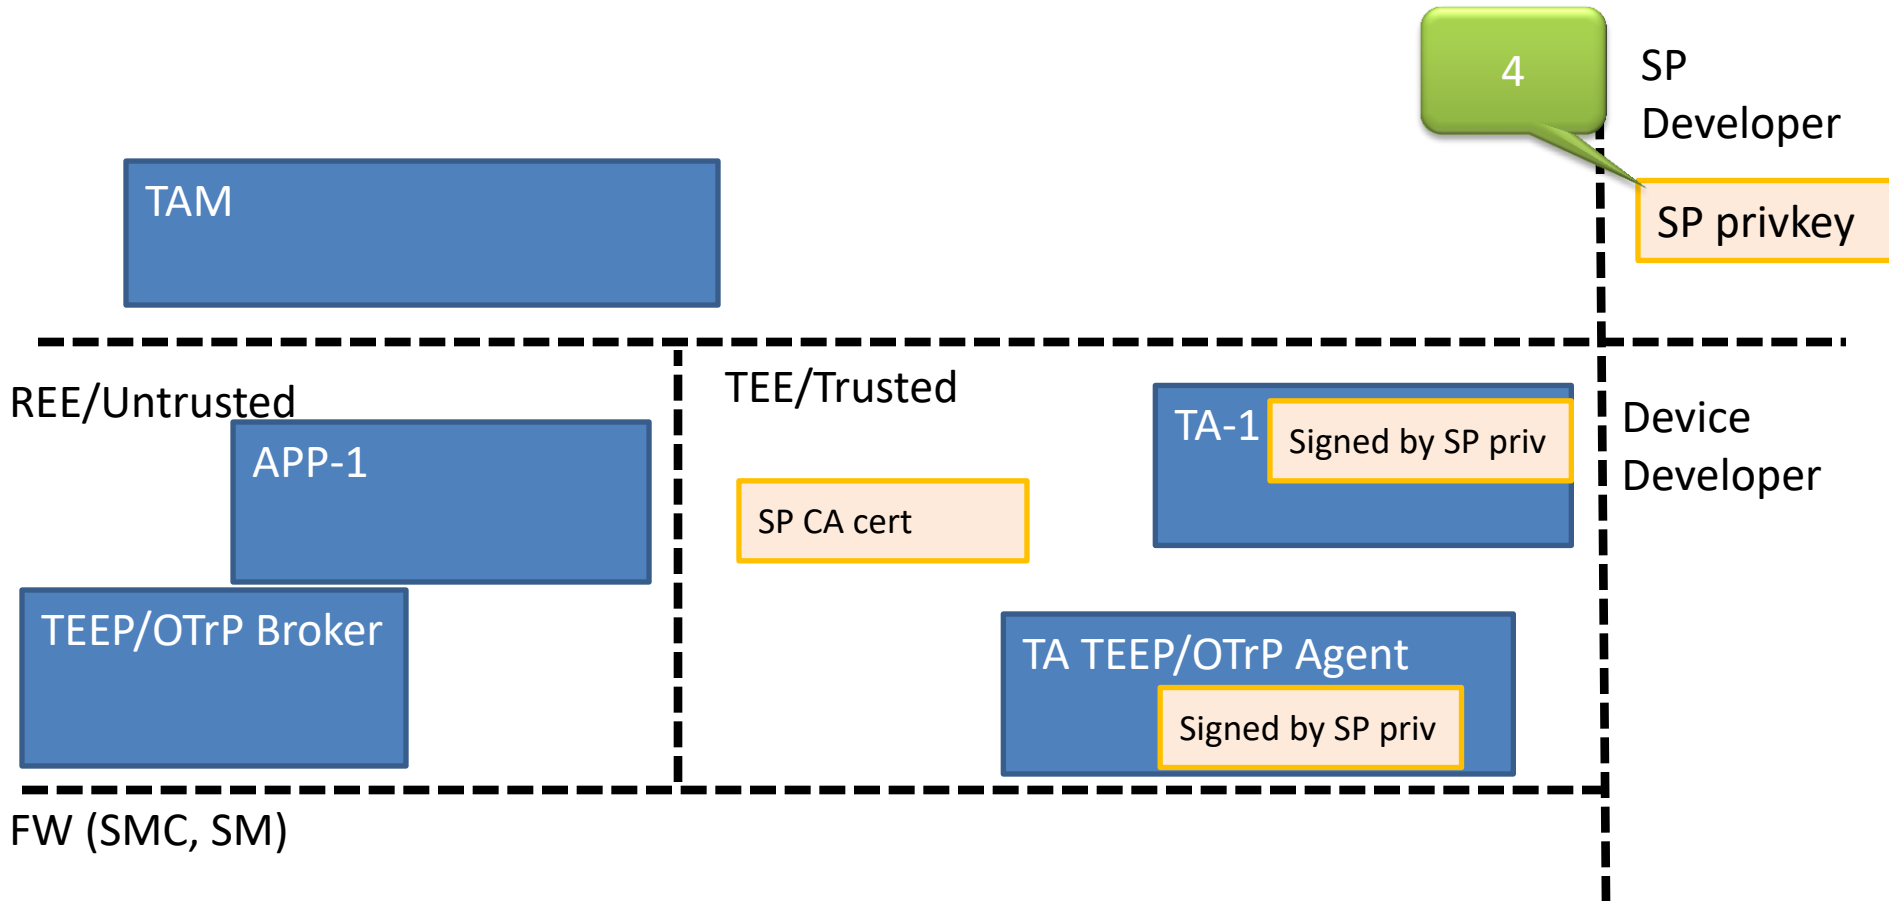 4
SP
Developer
TAM
SP privkey
REE/Untrusted
TEE/Trusted
TA-1
Signed by SP priv
Device
Developer
APP-1
SP CA cert
TEEP/OTrP Broker
TA TEEP/OTrP Agent
Signed by SP priv
FW (SMC, SM)